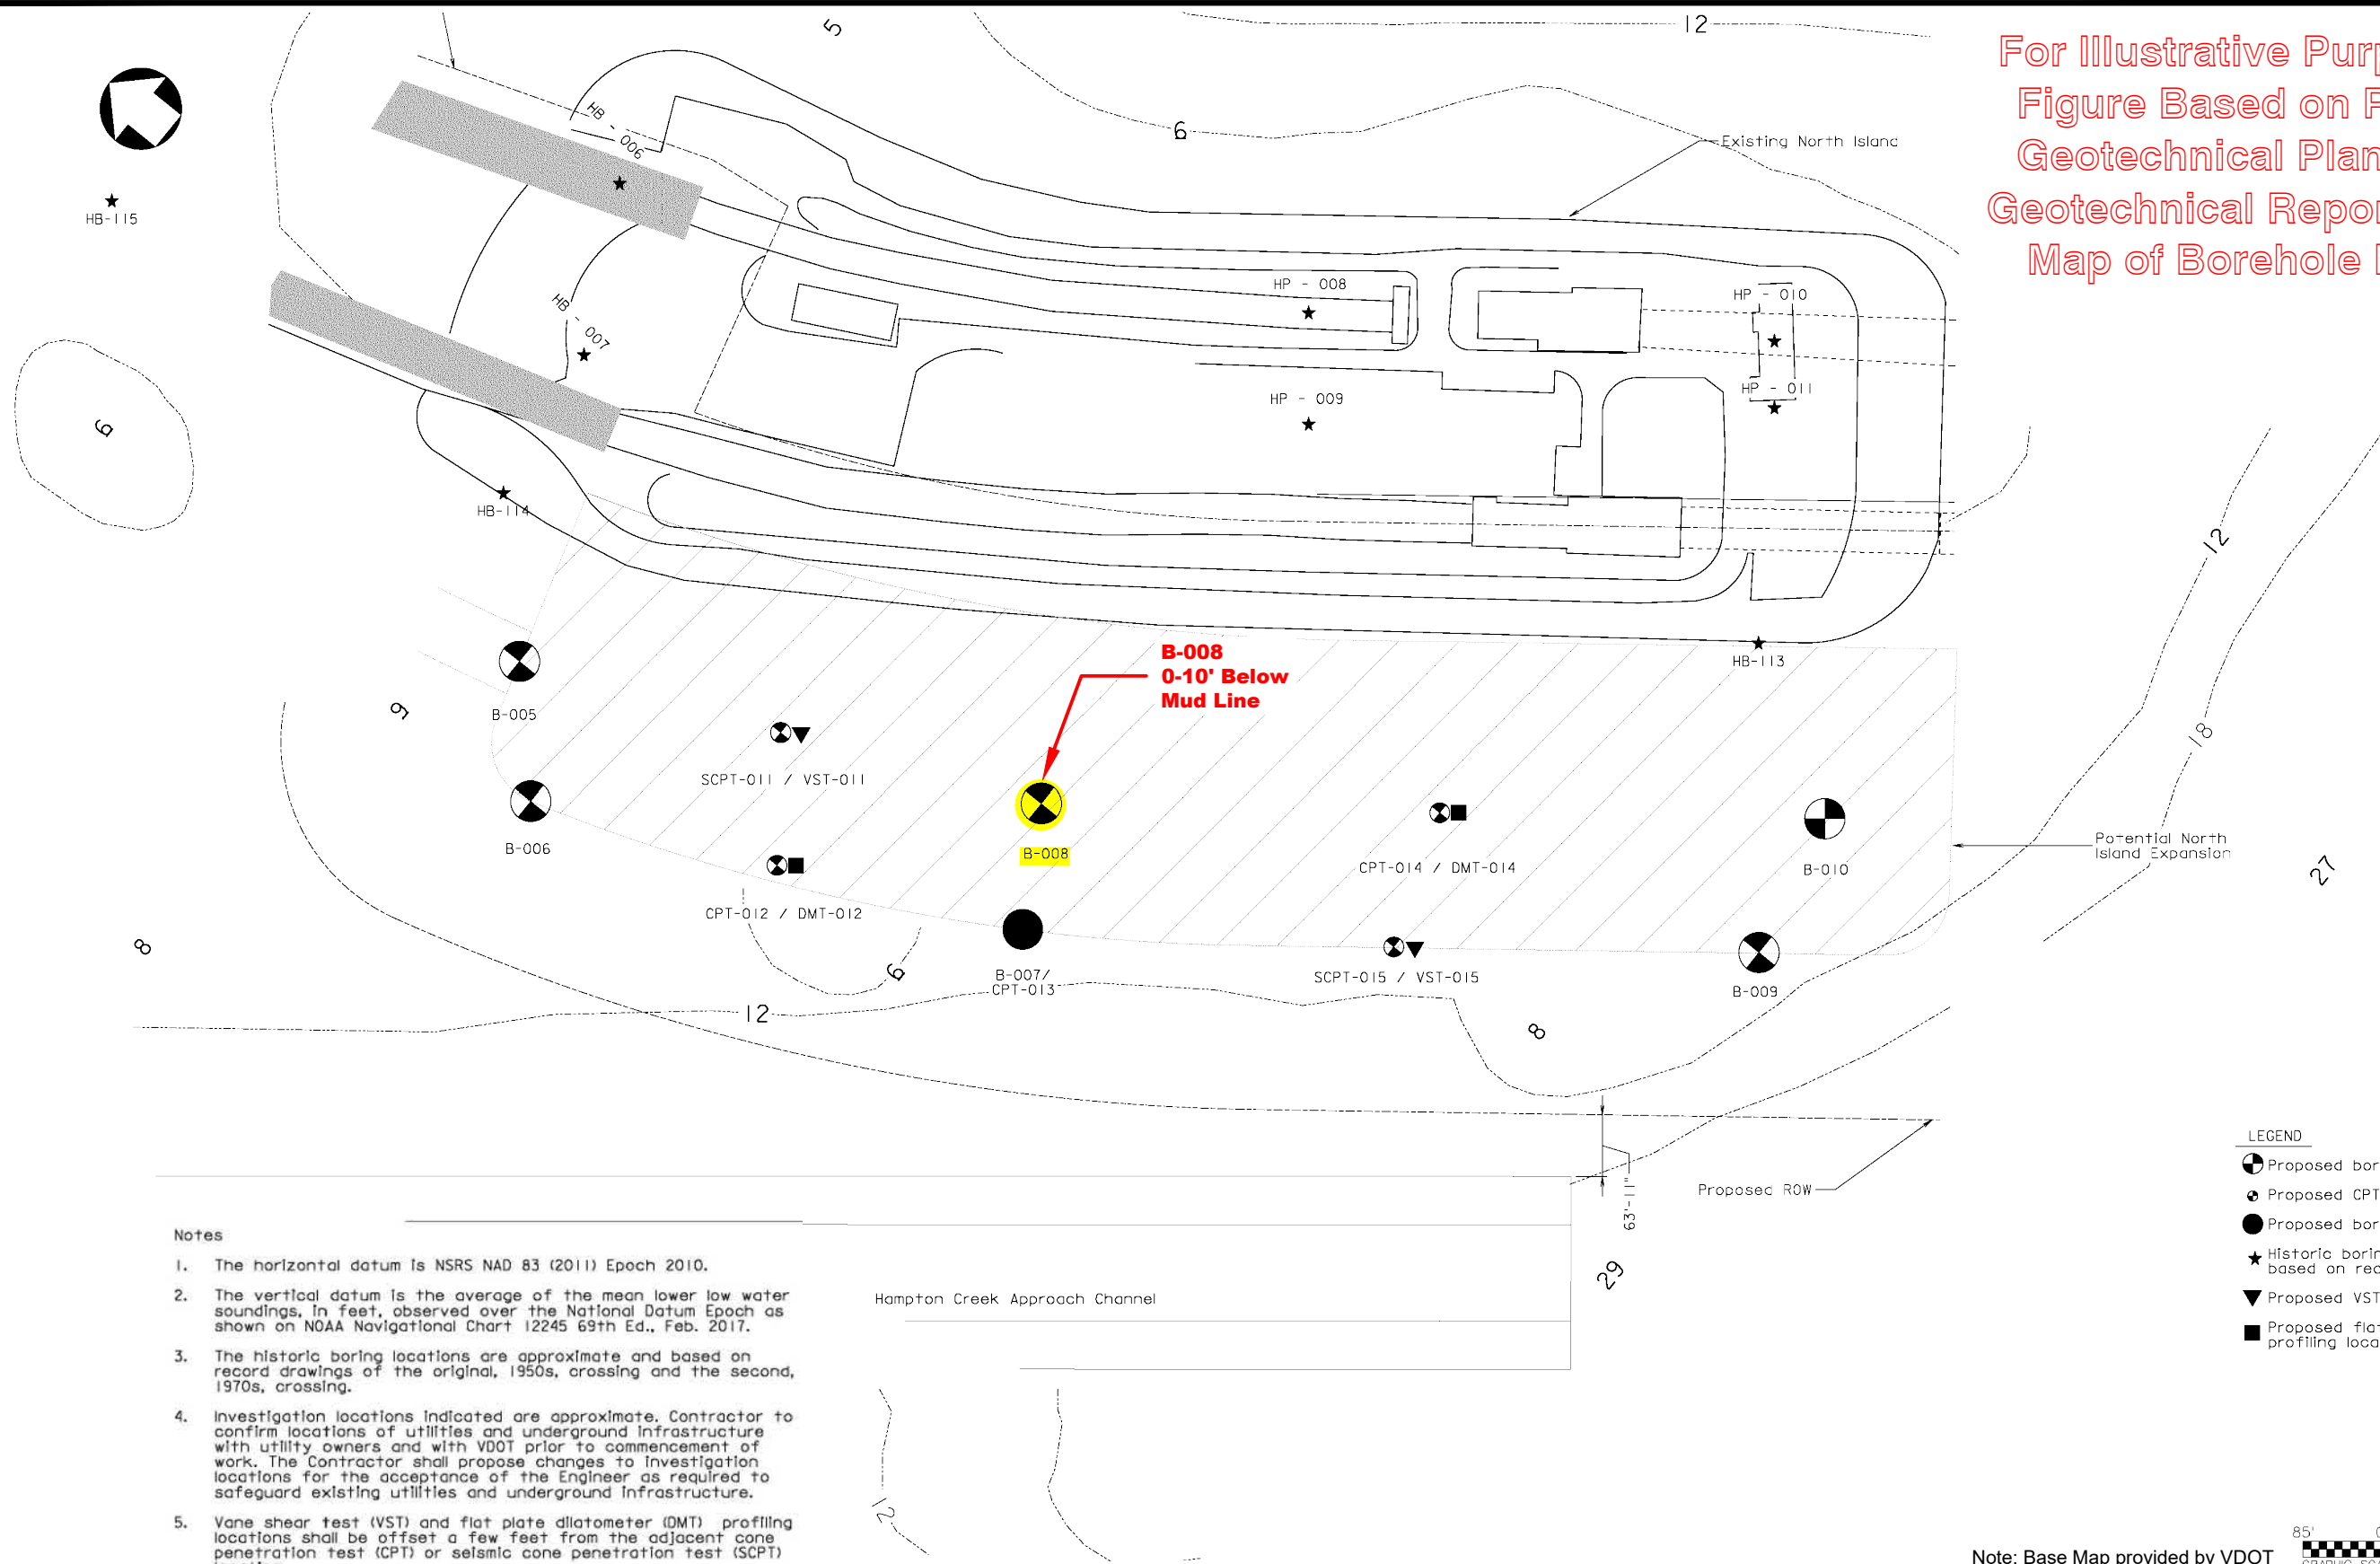 5
12
For Illustrative
Figure Based on
Geotechnical Plan
Geotechnical
Map of Borehole
HB - 006
6
Existing North Island
HB-115
HP - 008
HP - 010
HB - 007
HP - 011
HP - 009
6
HB-114
12
B-008
0-10' Below
Mud Line
HB-113
B-005
18
9
SCPT-011 / VST-011
Potential North
Island Expansion
B-006
B-008
CPT-014 / DMT-014
B-010
27
CPT-012 / DMT-012
8
6
B-007/
CPT-013
SCPT-015 / VST-015
B-009
12
8
LEGEND
Proposed
Proposed CPT
Proposed ROW
63'-11"
Proposed
Notes
Historic
based on
1. The horizontal datum is NSRS NAD 83 (2011) Epoch 2010.
29
2. The vertical datum is the average of the mean lower low water
soundings, in feet, observed over the National Datum Epoch as
shown on NOAA Navigational Chart 12245 69th Ed., Feb. 2017.
Hampton Creek Approach Channel
Proposed VST
Proposed
profiling
3. The historic boring locations are approximate and based on
record drawings of the original, 1950s, crossing and the second,
1970s, crossing.
4. Investigation locations indicated are approximate. Contractor to
confirm locations of utilities and underground infrastructure
with utility owners and with VDOT prior to commencement of
work. The Contractor shall propose changes to investigation
locations for the acceptance of the Engineer as required to
safeguard existing utilities and underground infrastructure.
12
5. Vane shear test (VST) and flat plate dilatometer (DMT) profiling
locations shall be offset a few feet from the adjacent cone
penetration test (CPT) or seismic cone penetration test (SCPT)
85'
Note: Base Map provided by VDOT